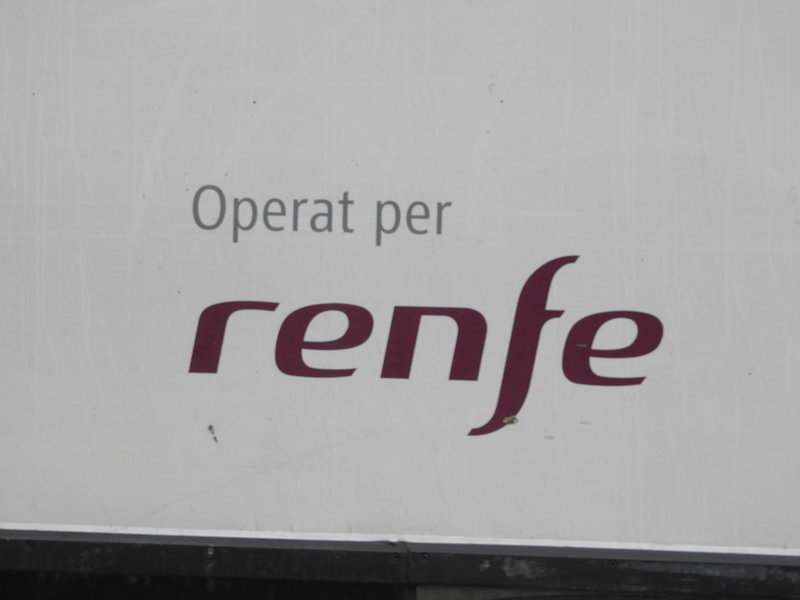 Operat per
renfe